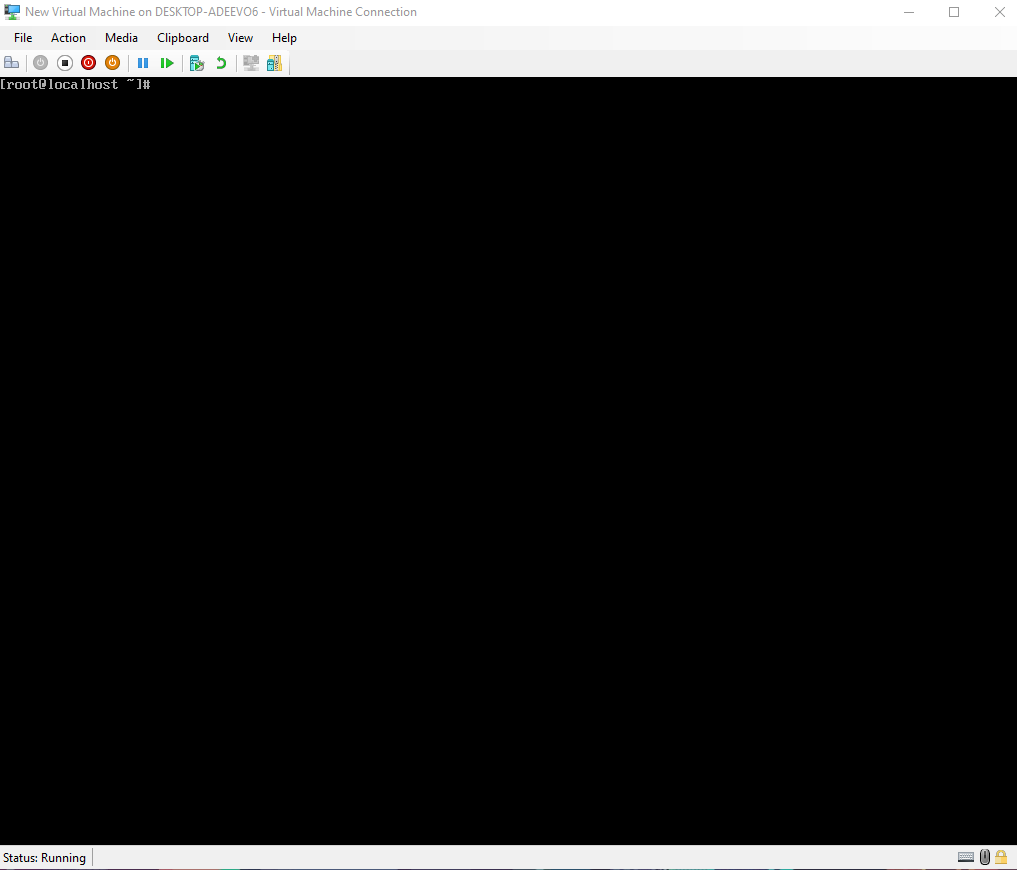 New Virtual Machine on DESKTOP-ADEEVO6 - Virtual Machine Connection
File Action Media Clipboard View Help
[root@localhost ~]#
Status: Running